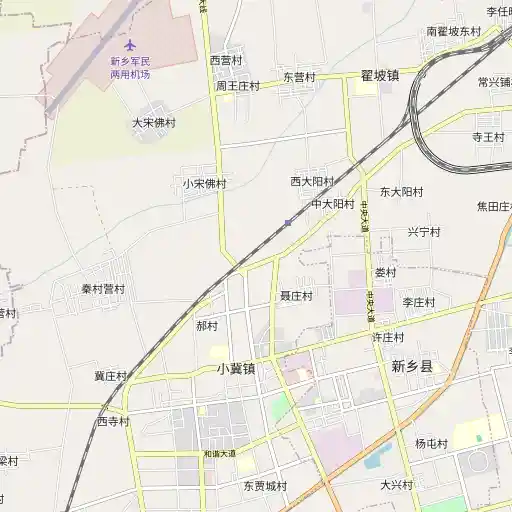 李任旺
南翟坡东村
西营村
新乡军民
两用机场
东营村
翟坡镇
常兴铺村
周王庄村
大宋佛村
寺王村
小宋佛村
西大阳村
东大阳村
中大阳村
焦田庄村
中央大道
兴宁村
娄村
秦村营村
聂庄村
中央大道
李庄村
营村
郝村
许庄村
小冀镇
新乡县
冀庄村
西寺村
杨屯村
和谐大道
梁村
东贾城村
大兴村
村